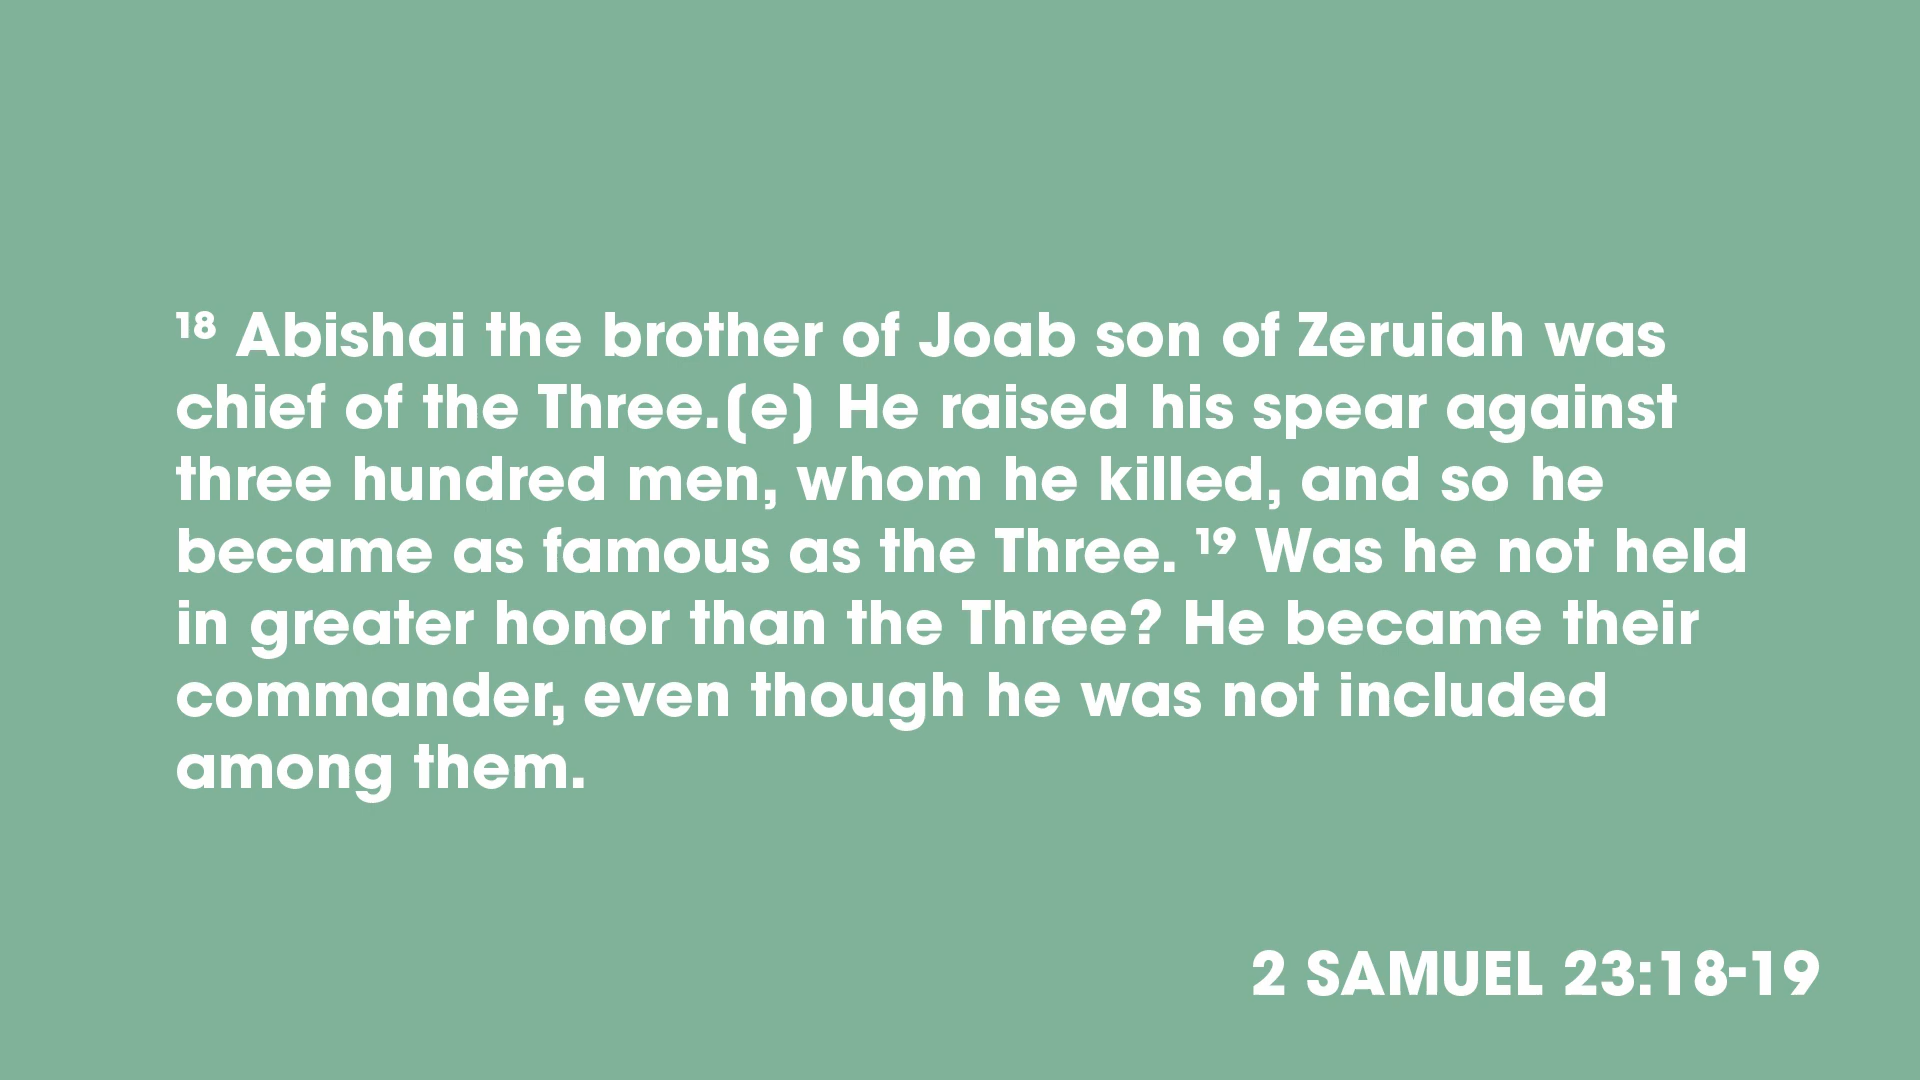 ¹⁸ Abishai the brother of Joab son of Zeruiah was
chief of the Three.(e) He raised his spear against
three hundred men, whom he killed, and so he
became as famous as the Three. ¹⁹ Was he not held
in greater honor than the Three? He became their
commander, even though he was not included
among them.
2 SAMUEL 23:18-19